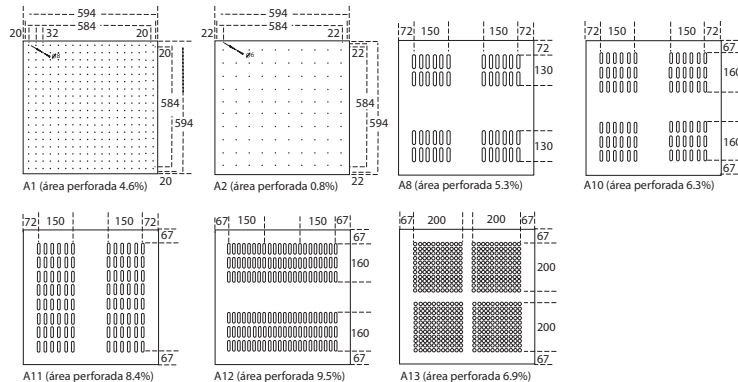 594
584
20 32 20
Ø8
20
584
594
20
A1 (área perforada 4.6%)
594
584
22 22
Ø6
22
584
594
22
A2 (área perforada 0.8%)
72 150 150 72
72
130
130
A8 (área perforada 5.3%)
72 150 150 72
67
160
160
67
A10 (área perforada 6.3%)
72 150 150 72
67
67
A11 (área perforada 8.4%)
67 150 150 67
67
160
160
67
A12 (área perforada 9.5%)
67 200 200 67
67
200
200
67
A13 (área perforada 6.9%)